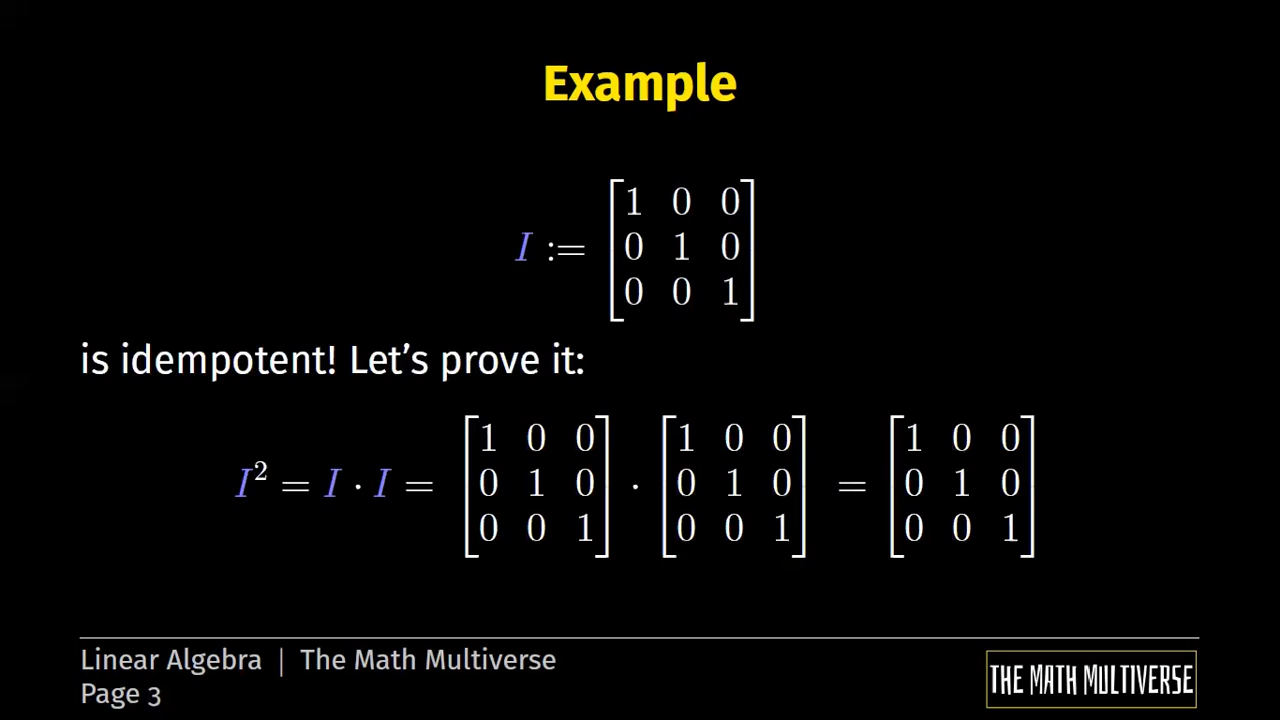 Example
I := [1 0 0
0 1 0
0 0 1]
is idempotent! Let's prove it:
I² = I · I = [1 0 0
0 1 0
0 0 1] · [1 0 0
0 1 0
0 0 1] = [1 0 0
0 1 0
0 0 1]
Linear Algebra | The Math Multiverse
Page 3
THE MATH MULTIVERSE